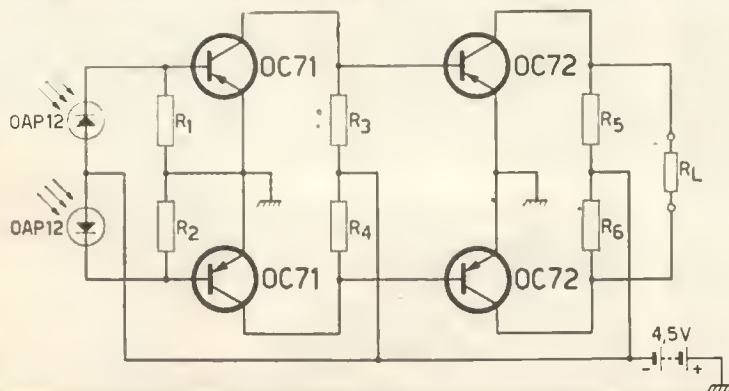 OC71
OC72
OAP12
R1
R3
R5
RL
OAP12
R2
R4
R6
OC71
OC72
4,5V
- +